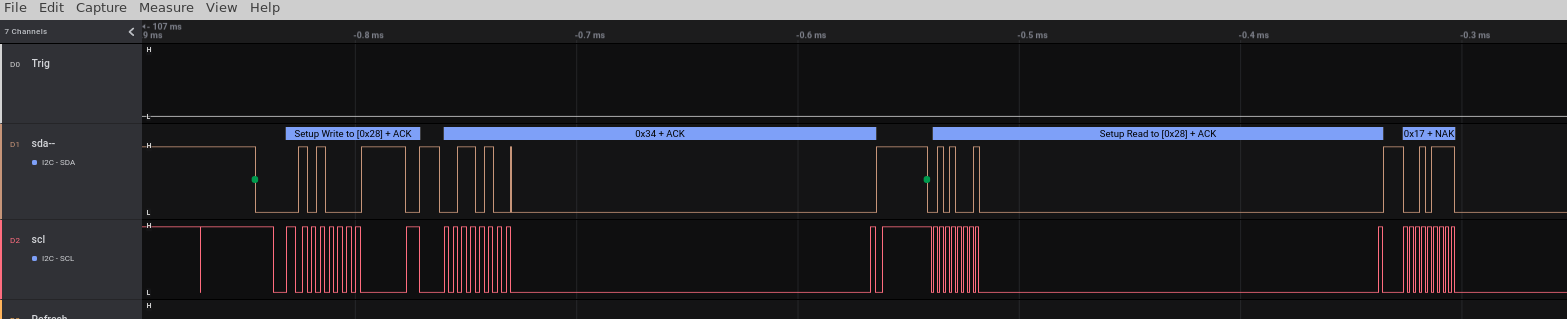 File Edit Capture Measure View Help
7 Channels
- 107 ms
9 ms -0.8 ms -0.7 ms -0.6 ms -0.5 ms -0.4 ms -0.3 ms
D0 Trig
H
L
D1 sda--
I2C - SDA
H
L
Setup Write to [0x28] + ACK 0x34 + ACK Setup Read to [0x28] + ACK 0x17 + NAK
D2 scl
I2C - SCL
H
L
H
Refresh